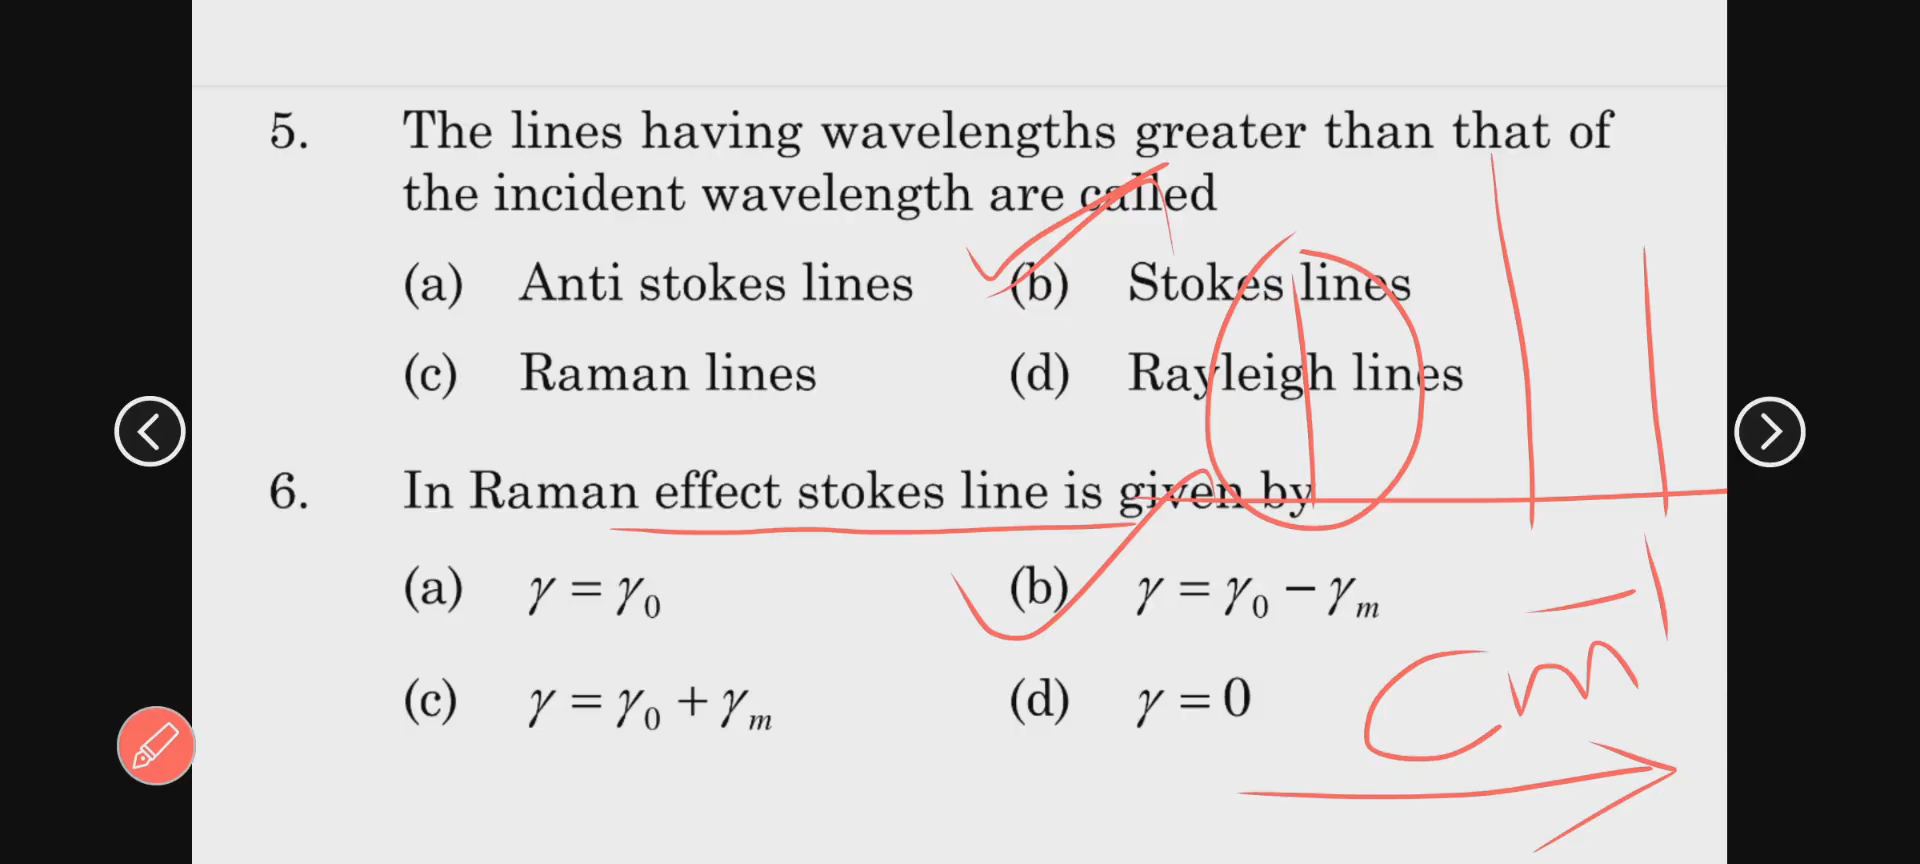 5. The lines having wavelengths greater than that of
the incident wavelength are called
(a) Anti stokes lines (b) Stokes lines
(c) Raman lines (d) Rayleigh lines
6. In Raman effect stokes line is given by
(a) γ = γ₀ (b) γ = γ₀ − γₘ
(c) γ = γ₀ + γₘ (d) γ = 0
cm⁻¹